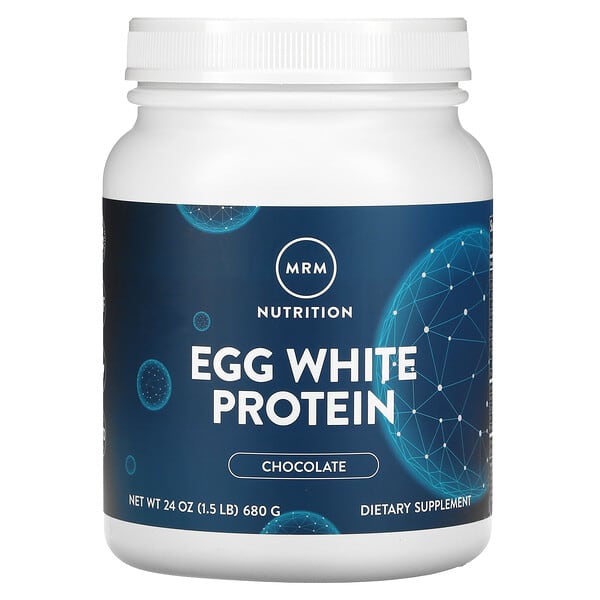 MRM
NUTRITION
EGG WHITE
PROTEIN
CHOCOLATE
NET WT 24 OZ (1.5 LB) 680 G
DIETARY SUPPLEMENT